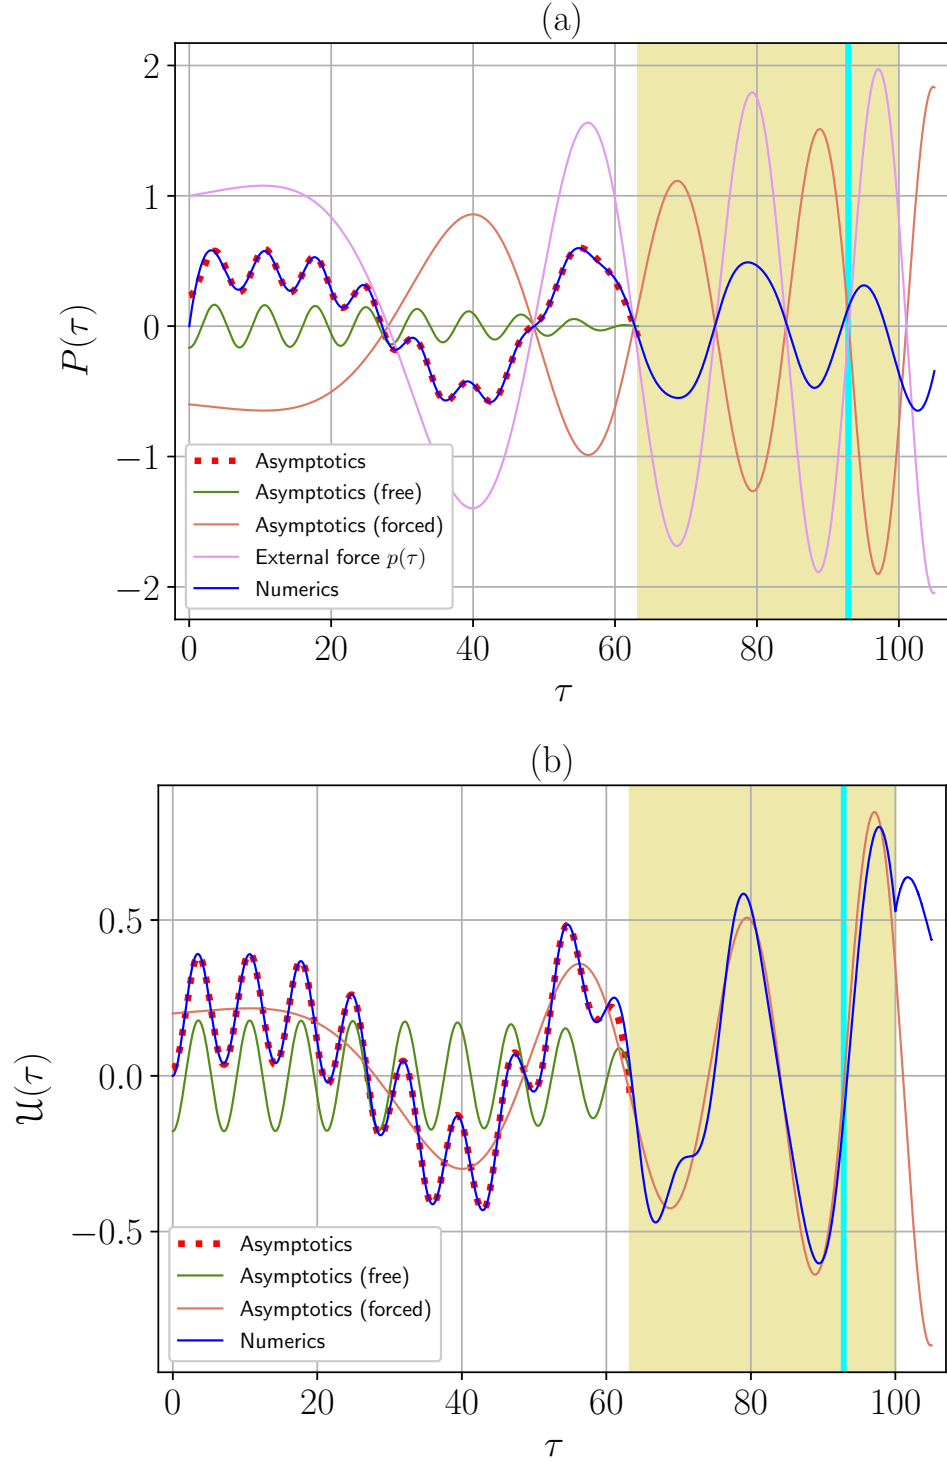 (a)
2
1
0
−1
−2
P(τ)
Asymptotics
Asymptotics (free)
Asymptotics (forced)
External force p(τ)
Numerics
0 20 40 60 80 100
τ
(b)
0.5
0.0
−0.5
𝒰(τ)
Asymptotics
Asymptotics (free)
Asymptotics (forced)
Numerics
0 20 40 60 80 100
τ